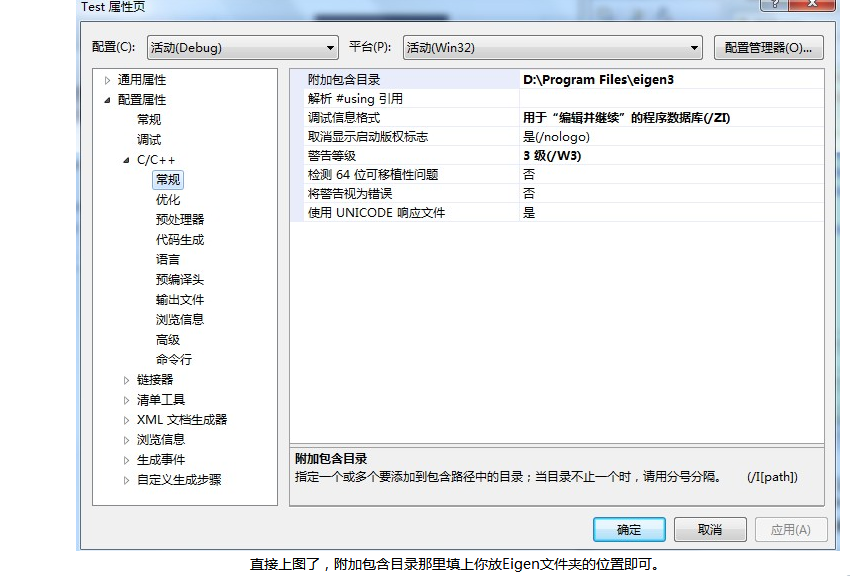 Test 属性页
配置(C): 活动(Debug) 平台(P): 活动(Win32) 配置管理器(O)...
通用属性
配置属性
常规
调试
C/C++
常规
优化
预处理器
代码生成
语言
预编译头
输出文件
浏览信息
高级
命令行
链接器
清单工具
XML 文档生成器
浏览信息
生成事件
自定义生成步骤
附加包含目录 D:\Program Files\eigen3
解析 #using 引用
调试信息格式 用于“编辑并继续”的程序数据库(/ZI)
取消显示启动版权标志 是(/nologo)
警告等级 3 级(/W3)
检测 64 位可移植性问题 否
将警告视为错误 否
使用 UNICODE 响应文件 是
附加包含目录
指定一个或多个要添加到包含路径中的目录；当目录不止一个时，请用分号分隔。 (/I[path])
确定 取消 应用(A)
直接上图了，附加包含目录那里填上你放Eigen文件夹的位置即可。